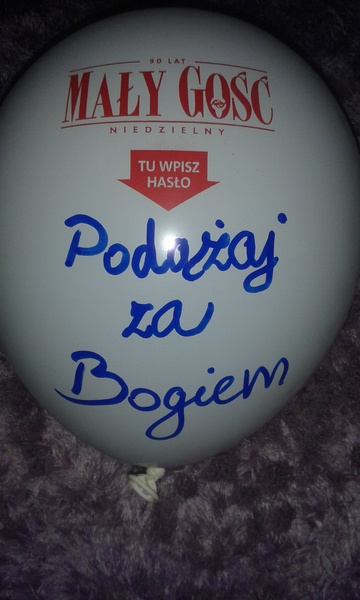 90 LAT
MAŁY GOŚĆ
NIEDZIELNY
TU WPISZ
HASŁO
Podążaj
za
Bogiem